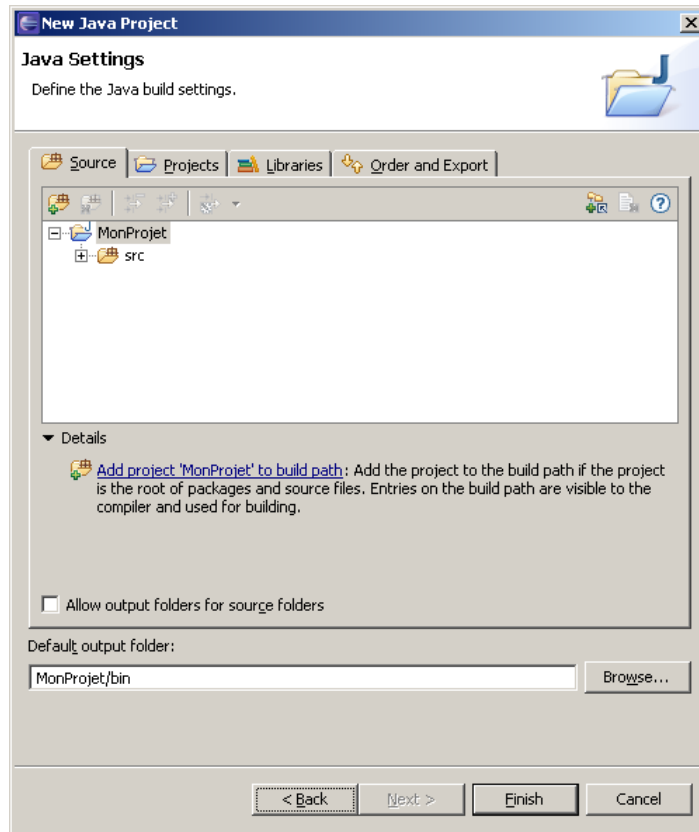 New Java Project
Java Settings
Define the Java build settings.
Source Projects Libraries Order and Export
MonProjet
src
Details
Add project 'MonProjet' to build path: Add the project to the build path if the project
is the root of packages and source files. Entries on the build path are visible to the
compiler and used for building.
Allow output folders for source folders
Default output folder:
MonProjet/bin
Browse...
< Back Next > Finish Cancel